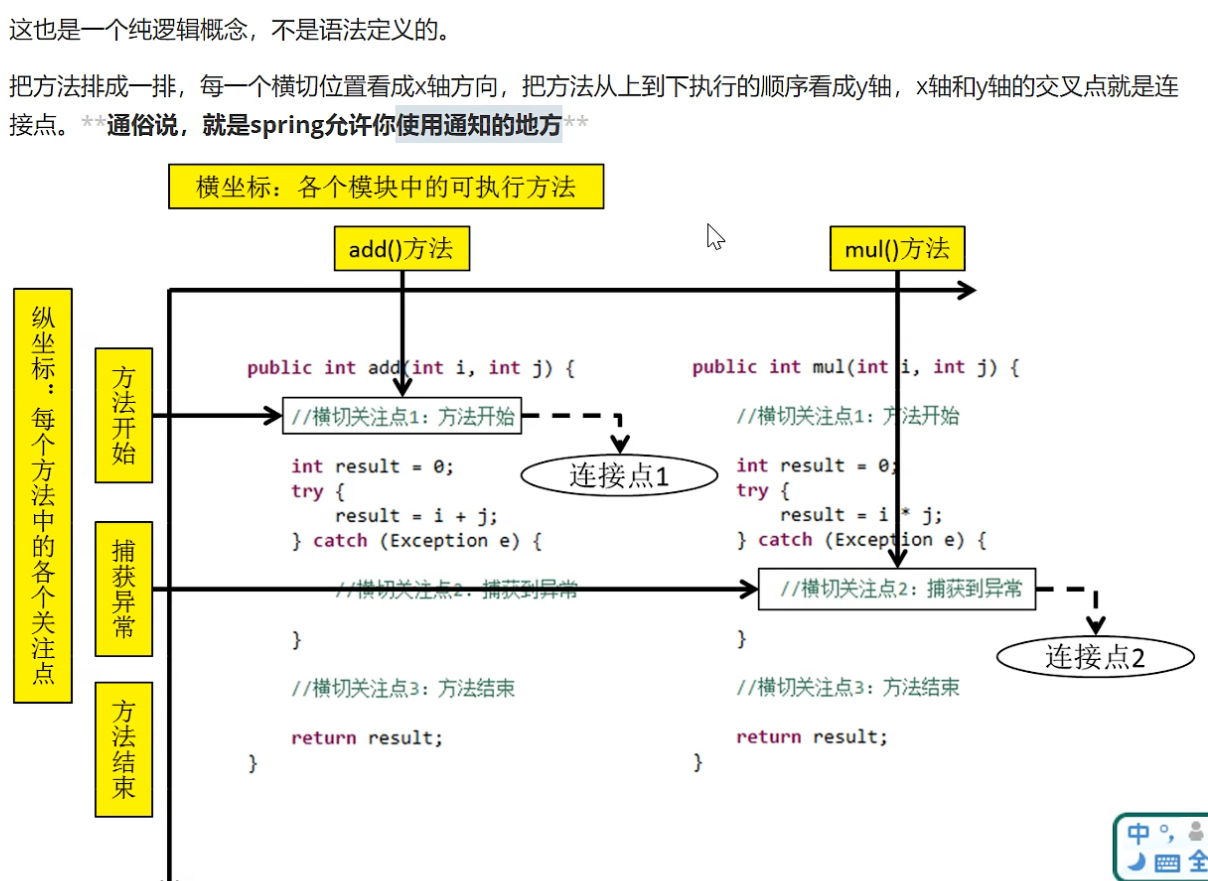 这也是一个纯逻辑概念，不是语法定义的。
把方法排成一排，每一个横切位置看成x轴方向，把方法从上到下执行的顺序看成y轴，x轴和y轴的交叉点就是连
接点。**通俗说，就是spring允许你使用通知的地方**
横坐标：各个模块中的可执行方法
add()方法
mul()方法
纵坐标：每个方法中的各个关注点
方法开始
捕获异常
方法结束
public int add(int i, int j) {
//横切关注点1：方法开始
连接点1
int result = 0;
try {
result = i + j;
} catch (Exception e) {
//横切关注点2：捕获到异常
}
//横切关注点3：方法结束
return result;
}
public int mul(int i, int j) {
//横切关注点1：方法开始
int result = 0;
try {
result = i * j;
} catch (Exception e) {
//横切关注点2：捕获到异常
连接点2
}
//横切关注点3：方法结束
return result;
}
中 °,
全